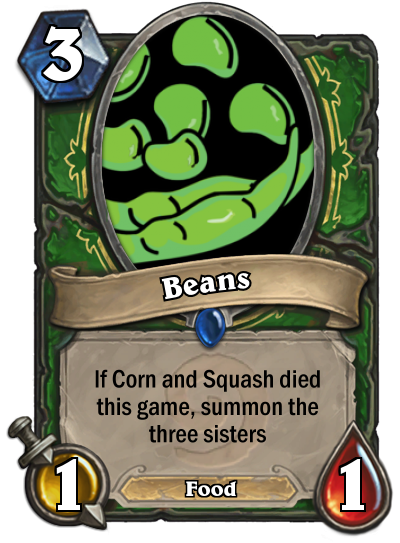 3
Beans
If Corn and Squash died
this game, summon the
three sisters
1
Food
1